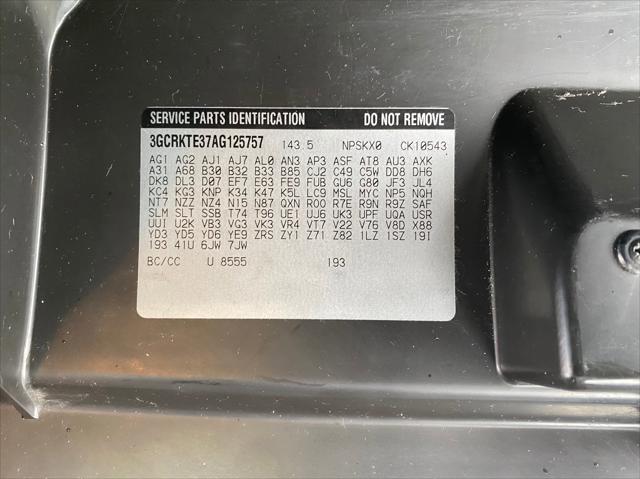 SERVICE PARTS IDENTIFICATION DO NOT REMOVE
3GCRKTE37AG125757 143.5 NPSKX0 CK10543
AG1 AG2 AJ1 AJ7 AL0 AN3 AP3 ASF AT8 AU3 AXK
A31 A68 B30 B32 B33 B85 CJ2 C49 C5W DD8 DH6
DK8 DL3 D07 EF7 E63 FE9 FUB GU6 G80 JF3 JL4
KC4 KG3 KNP K34 K47 K5L LC9 MSL MYC NP5 NQH
NT7 NZZ NZ4 N15 N87 QXN R00 R7E R9N R9Z SAF
SLM SLT SSB T74 T96 UE1 UJ6 UK3 UPF UQA USR
UUI U2K VB3 VG3 VK3 VR4 VT7 V22 V76 V8D X88
YD3 YD5 YD6 YE9 ZRS ZY1 Z71 Z82 1LZ 1SZ 19I
193 41U 6JW 7JW
BC/CC U 8555 193